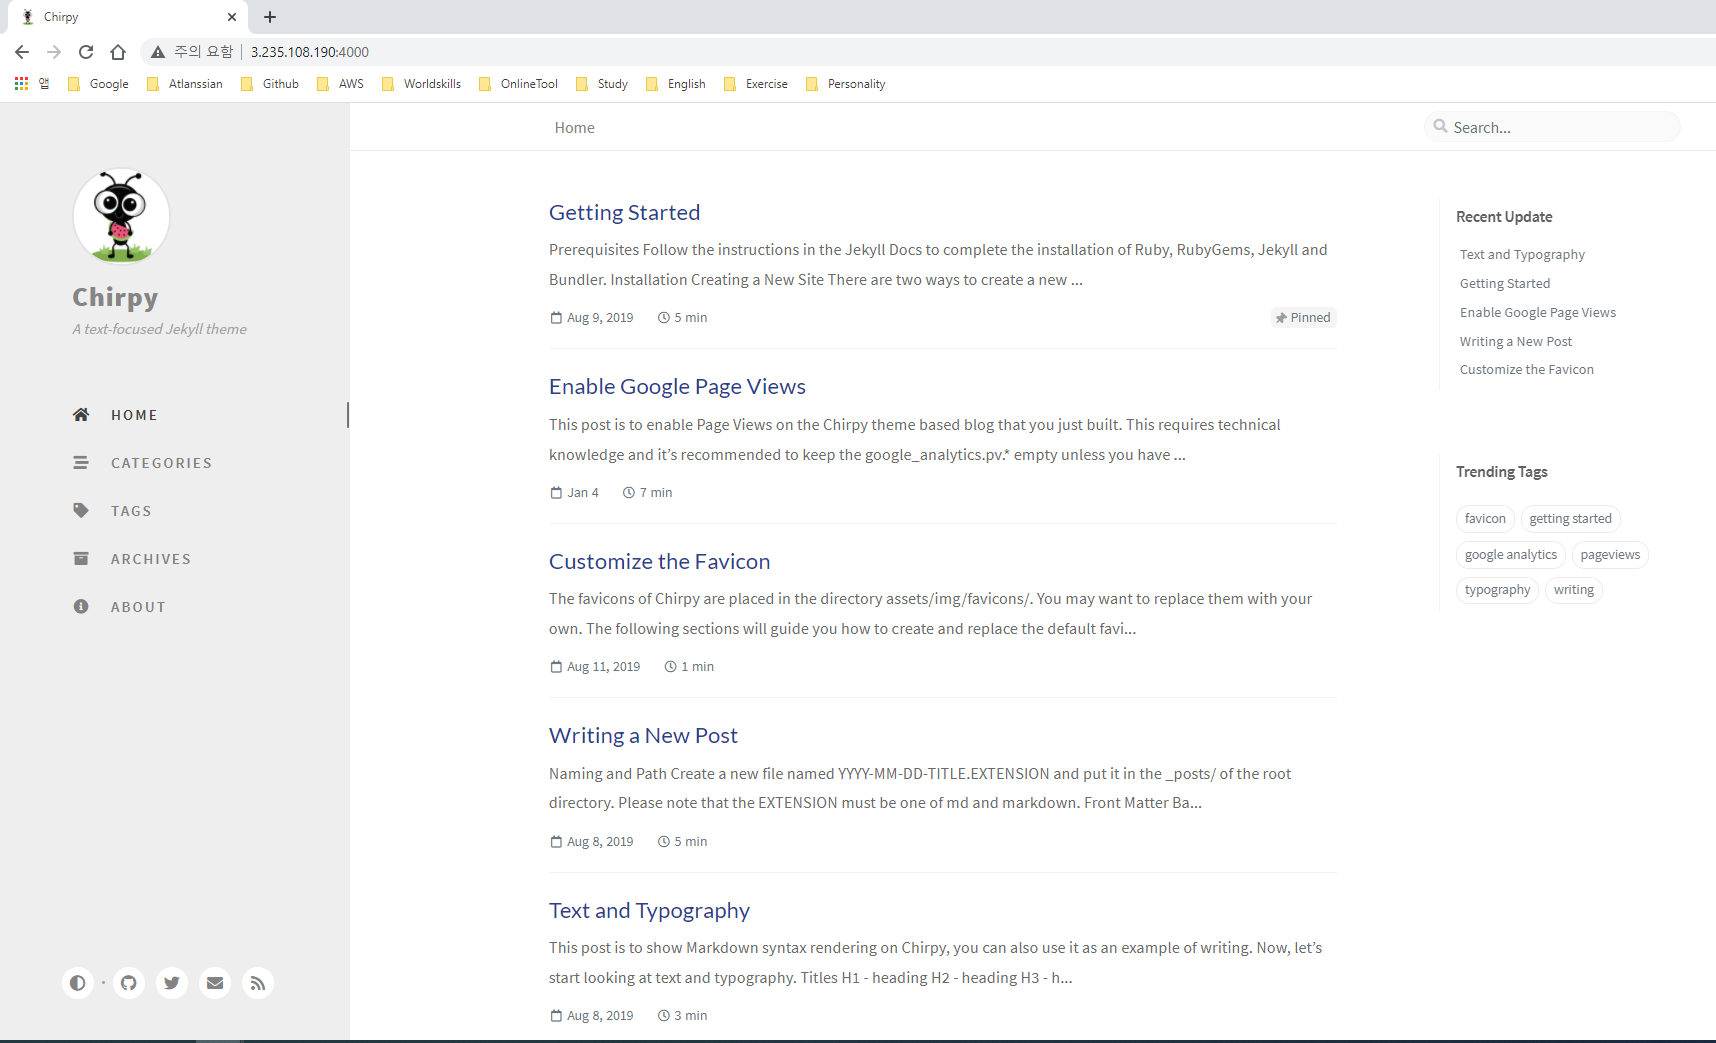 Chirpy
주의 요함 3.235.108.190:4000
앱 Google Atlanssian Github AWS Worldskills OnlineTool Study English Exercise Personality
Home
Search...
Chirpy
A text-focused Jekyll theme
HOME
CATEGORIES
TAGS
ARCHIVES
ABOUT
Getting Started
Prerequisites Follow the instructions in the Jekyll Docs to complete the installation of Ruby, RubyGems, Jekyll and
Bundler. Installation Creating a New Site There are two ways to create a new ...
Aug 9, 2019 5 min Pinned
Enable Google Page Views
This post is to enable Page Views on the Chirpy theme based blog that you just built. This requires technical
knowledge and it’s recommended to keep the google_analytics.pv.* empty unless you have ...
Jan 4 7 min
Customize the Favicon
The favicons of Chirpy are placed in the directory assets/img/favicons/. You may want to replace them with your
own. The following sections will guide you how to create and replace the default favi...
Aug 11, 2019 1 min
Writing a New Post
Naming and Path Create a new file named YYYY-MM-DD-TITLE.EXTENSION and put it in the _posts/ of the root
directory. Please note that the EXTENSION must be one of md and markdown. Front Matter Ba...
Aug 8, 2019 5 min
Text and Typography
This post is to show Markdown syntax rendering on Chirpy, you can also use it as an example of writing. Now, let’s
start looking at text and typography. Titles H1 - heading H2 - heading H3 - h...
Aug 8, 2019 3 min
Recent Update
Text and Typography
Getting Started
Enable Google Page Views
Writing a New Post
Customize the Favicon
Trending Tags
favicon getting started
google analytics pageviews
typography writing